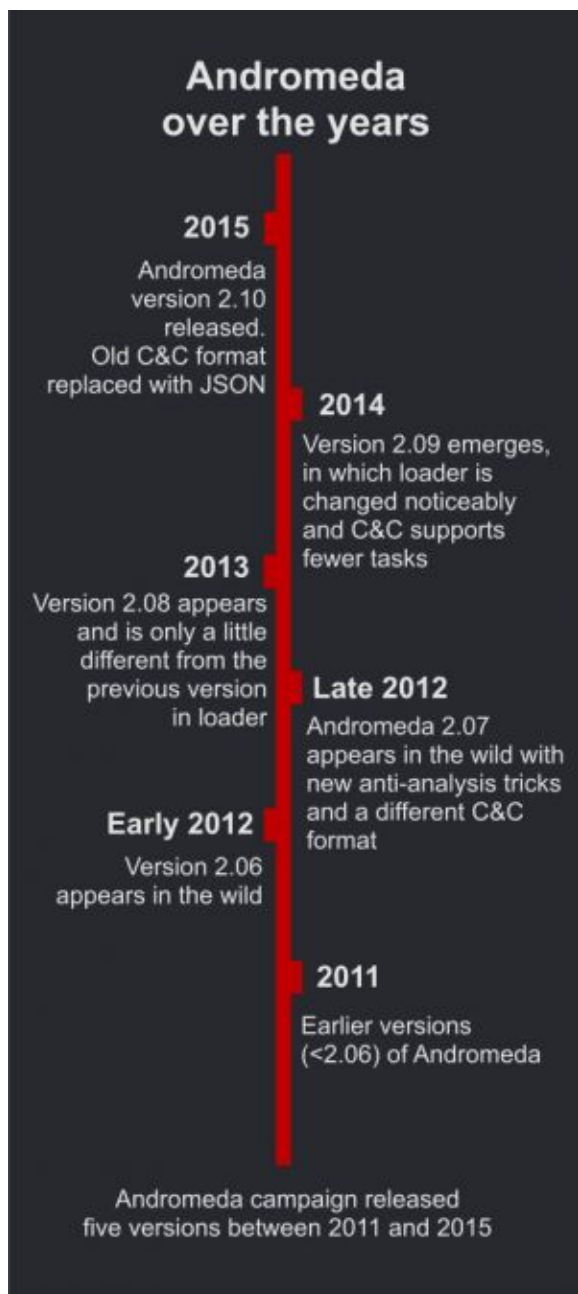 Andromeda
over the years
2015
Andromeda
version 2.10
released.
Old C&C format
replaced with JSON
2014
Version 2.09 emerges,
in which loader is
changed noticeably
and C&C supports
fewer tasks
2013
Version 2.08 appears
and is only a little
different from the
previous version
in loader
Late 2012
Andromeda 2.07
appears in the wild with
new anti-analysis tricks
and a different C&C
format
Early 2012
Version 2.06
appears in the wild
2011
Earlier versions
(<2.06) of Andromeda
Andromeda campaign released
five versions between 2011 and 2015